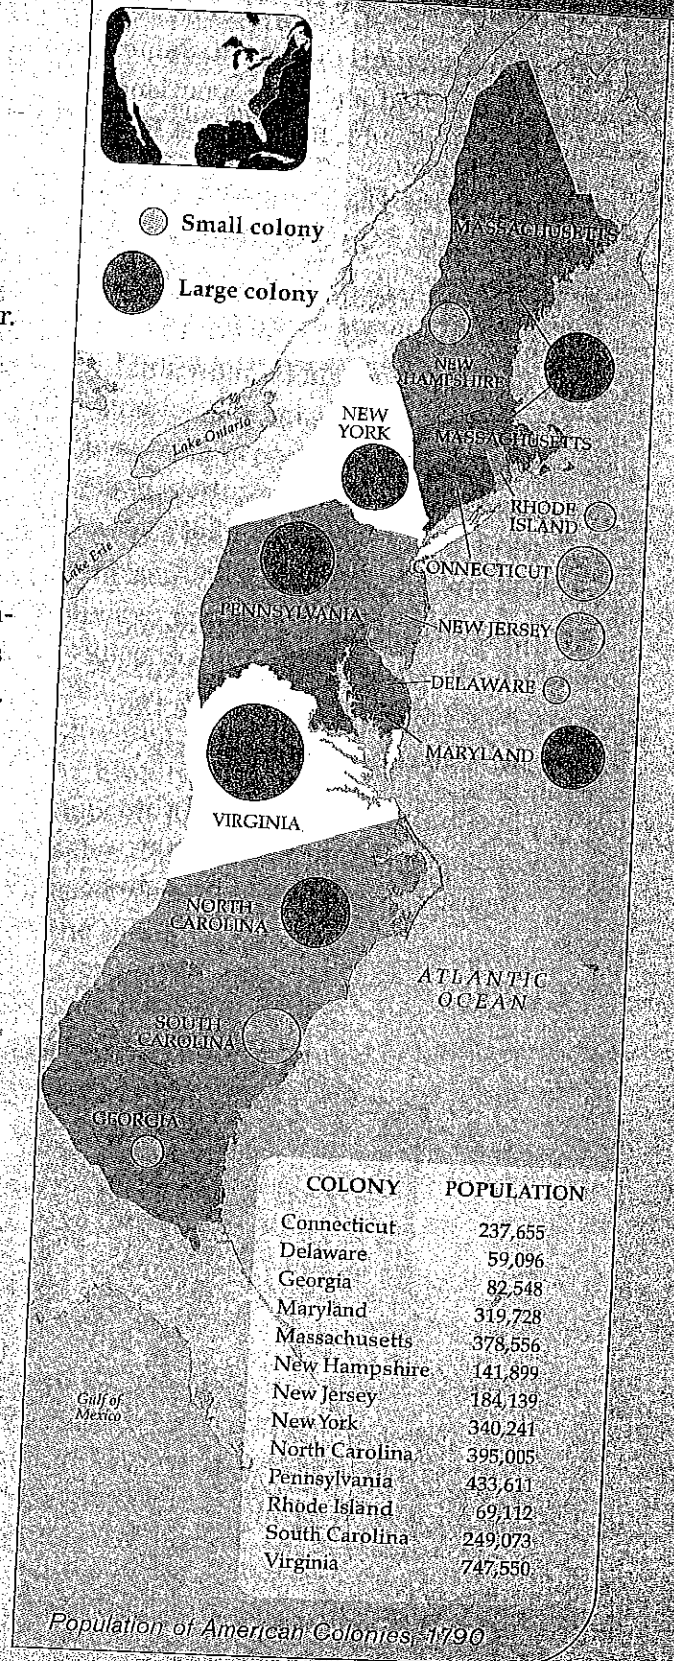 Small colony
Large colony
r.
MASSACHUSETTS
NEW
HAMPSHIRE
NEW
YORK
Lake Ontario
MASSACHUSETTS
RHODE
ISLAND
Lake Erie
CONNECTICUT
PENNSYLVANIA
NEW JERSEY
DELAWARE
MARYLAND
VIRGINIA
NORTH
CAROLINA
ATLANTIC
OCEAN
SOUTH
CAROLINA
GEORGIA
COLONY POPULATION
Connecticut 237,655
Delaware 59,096
Georgia 82,548
Maryland 319,728
Massachusetts 378,556
New Hampshire 141,899
New Jersey 184,139
New York 340,241
North Carolina 395,005
Pennsylvania 433,611
Rhode Island 69,112
South Carolina 249,073
Virginia 747,550
Gulf of
Mexico
Population of American Colonies, 1790